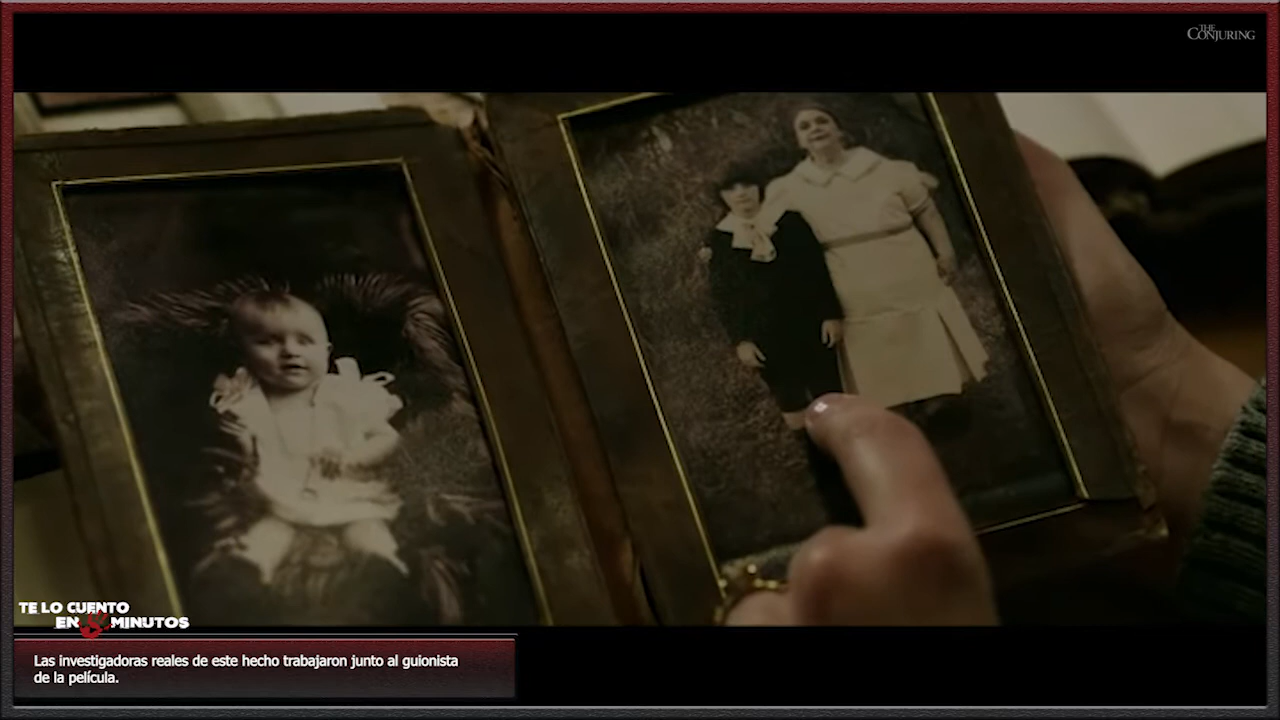 THE
CONJURING
TE LO CUENTO
EN 8 MINUTOS
Las investigadoras reales de este hecho trabajaron junto al guionista
de la película.